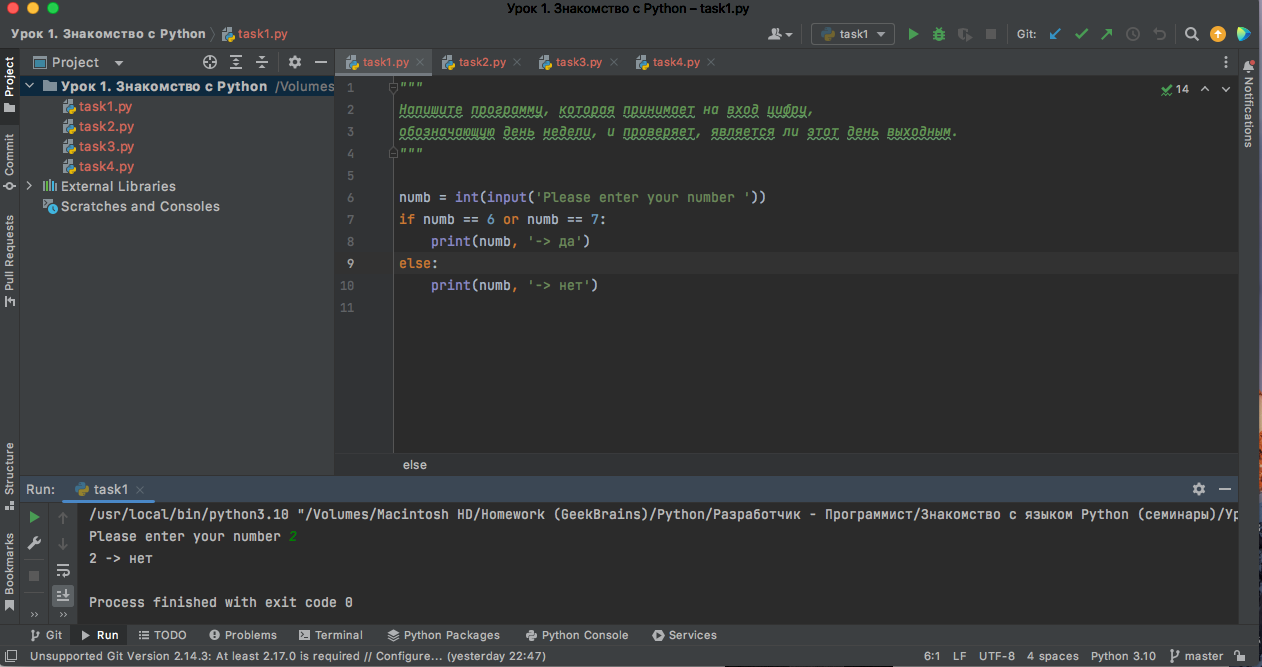 Урок 1. Знакомство с Python – task1.py
Урок 1. Знакомство с Python
task1.py
task1
Git:
Project
task1.py
task2.py
task3.py
task4.py
Project
Commit
Pull Requests
Structure
Bookmarks
Notifications
Урок 1. Знакомство с Python /Volumes
task1.py
task2.py
task3.py
task4.py
External Libraries
Scratches and Consoles
14
1 """
2 Напишите программу, которая принимает на вход цифру,
3 обозначающую день недели, и проверяет, является ли этот день выходным.
4 """
5
6 numb = int(input('Please enter your number '))
7 if numb == 6 or numb == 7:
8 print(numb, '-> да')
9 else:
10 print(numb, '-> нет')
11
else
Run: task1
/usr/local/bin/python3.10 "/Volumes/Macintosh HD/Homework (GeekBrains)/Python/Разработчик - Программист/Знакомство с языком Python (семинары)/Ур
Please enter your number 2
2 -> нет
Process finished with exit code 0
Git Run TODO Problems Terminal Python Packages Python Console Services
Unsupported Git Version 2.14.3: At least 2.17.0 is required // Configure... (yesterday 22:47) 6:1 LF UTF-8 4 spaces Python 3.10 master